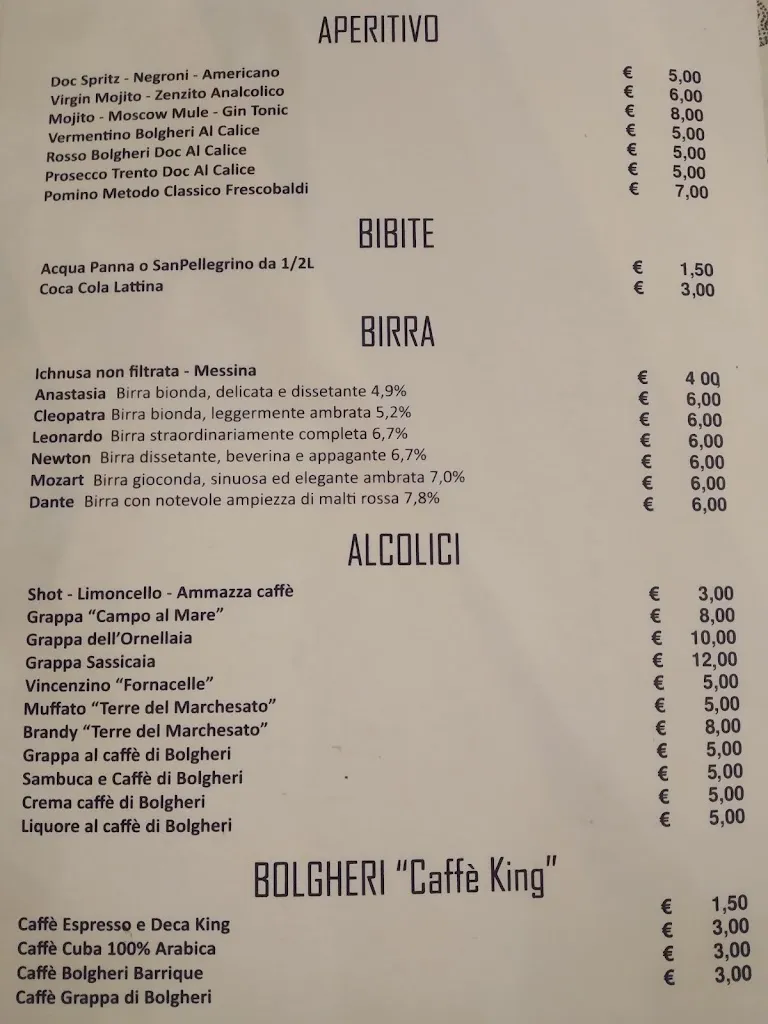 APERITIVO
Doc Spritz - Negroni - Americano € 5,00
Virgin Mojito - Zenzito Analcolico € 6,00
Mojito - Moscow Mule - Gin Tonic € 8,00
Vermentino Bolgheri Al Calice € 5,00
Rosso Bolgheri Doc Al Calice € 5,00
Prosecco Trento Doc Al Calice € 5,00
Pomino Metodo Classico Frescobaldi € 7,00
BIBITE
Acqua Panna o SanPellegrino da 1/2L € 1,50
Coca Cola Lattina € 3,00
BIRRA
Ichnusa non filtrata - Messina € 4 00
Anastasia Birra bionda, delicata e dissetante 4,9% € 6,00
Cleopatra Birra bionda, leggermente ambrata 5,2% € 6,00
Leonardo Birra straordinariamente completa 6,7% € 6,00
Newton Birra dissetante, beverina e appagante 6,7% € 6,00
Mozart Birra gioconda, sinuosa ed elegante ambrata 7,0% € 6,00
Dante Birra con notevole ampiezza di malti rossa 7,8% € 6,00
ALCOLICI
Shot - Limoncello - Ammazza caffè € 3,00
Grappa “Campo al Mare” € 8,00
Grappa dell’Ornellaia € 10,00
Grappa Sassicaia € 12,00
Vincenzino “Fornacelle” € 5,00
Muffato “Terre del Marchesato” € 5,00
Brandy “Terre del Marchesato” € 8,00
Grappa al caffè di Bolgheri € 5,00
Sambuca e Caffè di Bolgheri € 5,00
Crema caffè di Bolgheri € 5,00
Liquore al caffè di Bolgheri € 5,00
BOLGHERI “Caffè King”
Caffè Espresso e Deca King € 1,50
Caffè Cuba 100% Arabica € 3,00
Caffè Bolgheri Barrique € 3,00
Caffè Grappa di Bolgheri € 3,00